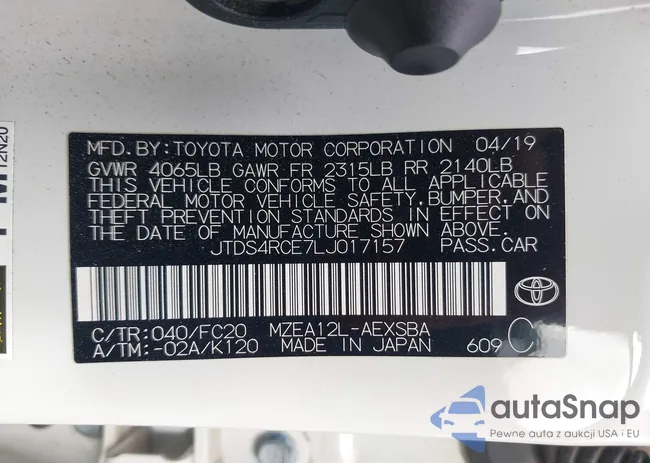 MFD. BY: TOYOTA MOTOR CORPORATION 04/19
GVWR 4065LB GAWR FR 2315LB RR 2140LB
THIS VEHICLE CONFORMS TO ALL APPLICABLE
FEDERAL MOTOR VEHICLE SAFETY, BUMPER, AND
THEFT PREVENTION STANDARDS IN EFFECT ON
THE DATE OF MANUFACTURE SHOWN ABOVE.
JTDS4RCE7LJ017157 PASS. CAR
C/TR: 040/FC20 MZEA12L-AEXSBA
A/TM: -02A/K120 MADE IN JAPAN 609 C
12N20
autaSnap
Pewne auta z aukcji USA i EU